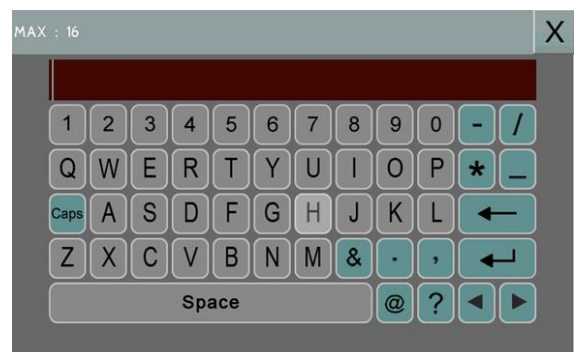 MAX : 16 X
1 2 3 4 5 6 7 8 9 0 - /
Q W E R T Y U I O P * _
Caps A S D F G H J K L ←
Z X C V B N M & . , ↵
Space @ ? ◀ ▶